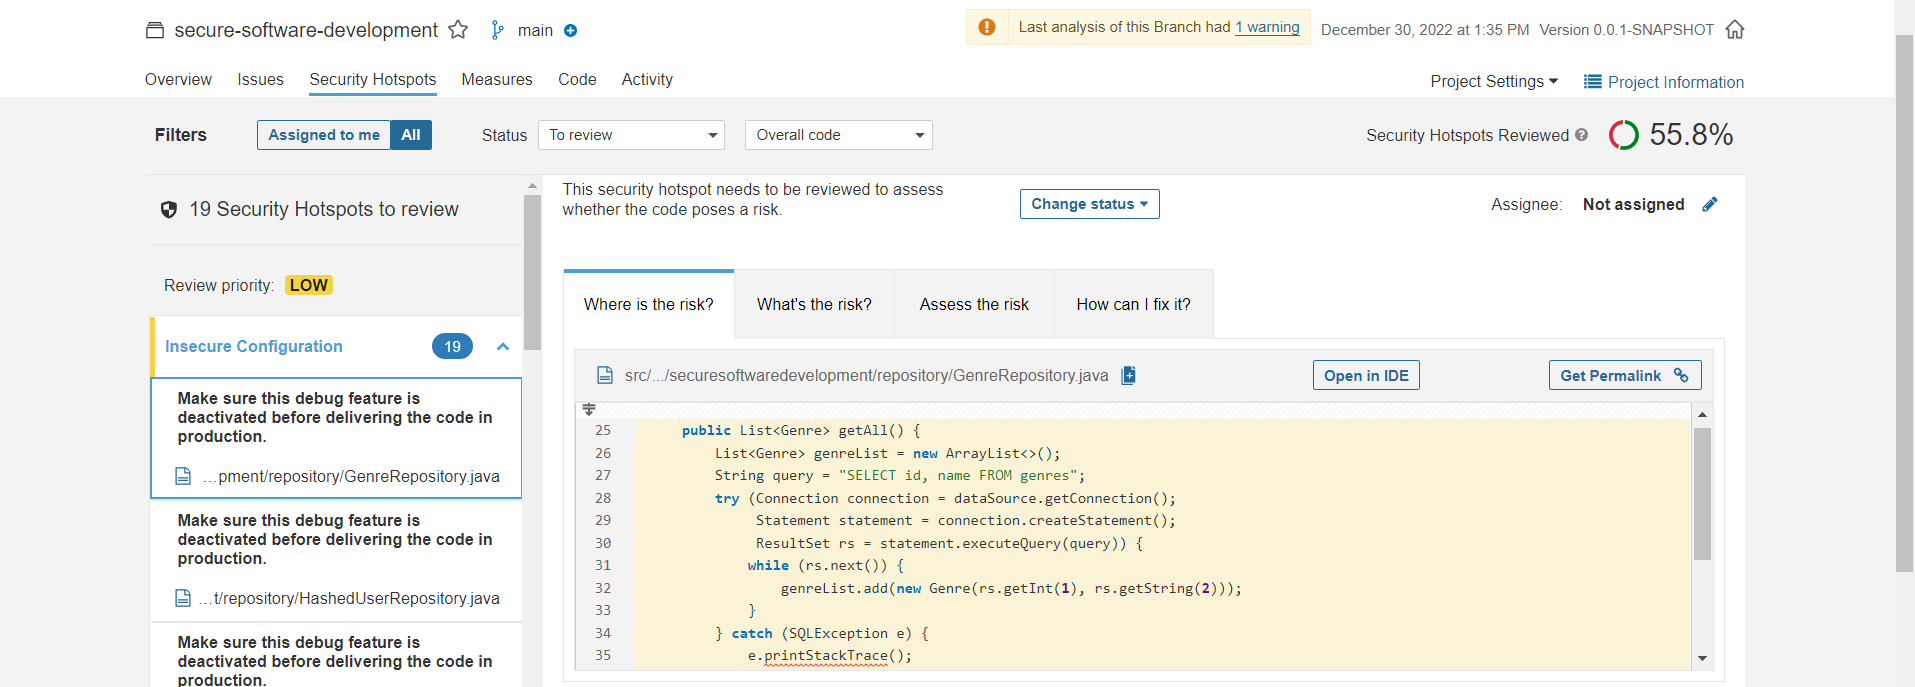 secure-software-development main
Last analysis of this Branch had 1 warning December 30, 2022 at 1:35 PM Version 0.0.1-SNAPSHOT
Overview Issues Security Hotspots Measures Code Activity
Project Settings Project Information
Filters Assigned to me All Status To review Overall code
Security Hotspots Reviewed ? 55.8%
19 Security Hotspots to review
Review priority: LOW
Insecure Configuration 19
Make sure this debug feature is
deactivated before delivering the code in
production.
...pment/repository/GenreRepository.java
Make sure this debug feature is
deactivated before delivering the code in
production.
...t/repository/HashedUserRepository.java
Make sure this debug feature is
deactivated before delivering the code in
production.
This security hotspot needs to be reviewed to assess
whether the code poses a risk.
Change status
Assignee: Not assigned
Where is the risk? What's the risk? Assess the risk How can I fix it?
src/.../securesoftwaredevelopment/repository/GenreRepository.java
Open in IDE Get Permalink
25 public List<Genre> getAll() {
26 List<Genre> genreList = new ArrayList<>();
27 String query = "SELECT id, name FROM genres";
28 try (Connection connection = dataSource.getConnection();
29 Statement statement = connection.createStatement();
30 ResultSet rs = statement.executeQuery(query)) {
31 while (rs.next()) {
32 genreList.add(new Genre(rs.getInt(1), rs.getString(2)));
33 }
34 } catch (SQLException e) {
35 e.printStackTrace();